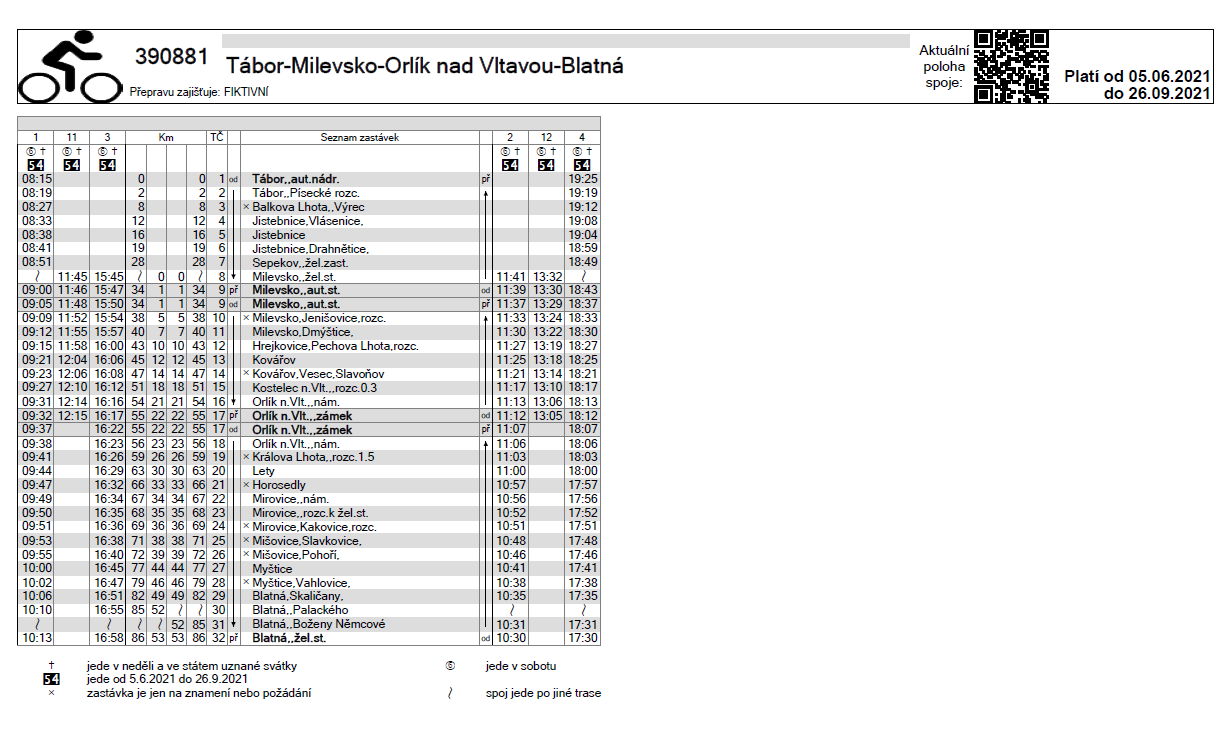 390881
Tábor-Milevsko-Orlík nad Vltavou-Blatná
Přepravu zajišťuje: FIKTIVNÍ
Aktuální
poloha
spoje:
Platí od 05.06.2021
do 26.09.2021
1 11 3 Km TČ Seznam zastávek 2 12 4
⑥ † ⑥ † ⑥ † ⑥ † ⑥ † ⑥ †
54 54 54 54 54 54
08:15 0 0 1 od Tábor,,aut.nádr. př 19:25
08:19 2 2 2 Tábor,,Písecké rozc. 19:19
08:27 8 8 3 × Balkova Lhota,,Výrec 19:12
08:33 12 12 4 Jistebnice,Vlásenice, 19:08
08:38 16 16 5 Jistebnice 19:04
08:41 19 19 6 Jistebnice,Drahnětice, 18:59
08:51 28 28 7 Sepekov,,žel.zast. 18:49
≀ 11:45 15:45 ≀ 0 0 ≀ 8 Milevsko,,žel.st. 11:41 13:32 ≀
09:00 11:46 15:47 34 1 1 34 9 př Milevsko,,aut.st. od 11:39 13:30 18:43
09:05 11:48 15:50 34 1 1 34 9 od Milevsko,,aut.st. př 11:37 13:29 18:37
09:09 11:52 15:54 38 5 5 38 10 × Milevsko,Jenišovice,rozc. 11:33 13:24 18:33
09:12 11:55 15:57 40 7 7 40 11 Milevsko,Dmýštice, 11:30 13:22 18:30
09:15 11:58 16:00 43 10 10 43 12 Hrejkovice,Pechova Lhota,rozc. 11:27 13:19 18:27
09:21 12:04 16:06 45 12 12 45 13 Kovářov 11:25 13:18 18:25
09:23 12:06 16:08 47 14 14 47 14 × Kovářov,Vesec,Slavoňov 11:21 13:14 18:21
09:27 12:10 16:12 51 18 18 51 15 Kostelec n.Vlt.,,rozc.0.3 11:17 13:10 18:17
09:31 12:14 16:16 54 21 21 54 16 Orlík n.Vlt.,,nám. 11:13 13:06 18:13
09:32 12:15 16:17 55 22 22 55 17 př Orlík n.Vlt.,,zámek od 11:12 13:05 18:12
09:37 16:22 55 22 22 55 17 od Orlík n.Vlt.,,zámek př 11:07 18:07
09:38 16:23 56 23 23 56 18 Orlík n.Vlt.,,nám. 11:06 18:06
09:41 16:26 59 26 26 59 19 × Králova Lhota,,rozc.1.5 11:03 18:03
09:44 16:29 63 30 30 63 20 Lety 11:00 18:00
09:47 16:32 66 33 33 66 21 × Horosedly 10:57 17:57
09:49 16:34 67 34 34 67 22 Mirovice,,nám. 10:56 17:56
09:50 16:35 68 35 35 68 23 Mirovice,,rozc.k žel.st. 10:52 17:52
09:51 16:36 69 36 36 69 24 × Mirovice,Kakovice,rozc. 10:51 17:51
09:53 16:38 71 38 38 71 25 × Mišovice,Slavkovice, 10:48 17:48
09:55 16:40 72 39 39 72 26 × Mišovice,Pohoří, 10:46 17:46
10:00 16:45 77 44 44 77 27 Myštice 10:41 17:41
10:02 16:47 79 46 46 79 28 × Myštice,Vahlovice, 10:38 17:38
10:06 16:51 82 49 49 82 29 Blatná,Skaličany, 10:35 17:35
10:10 16:55 85 52 ≀ ≀ 30 Blatná,,Palackého ≀ ≀
≀ ≀ ≀ ≀ 52 85 31 Blatná,,Boženy Němcové 10:31 17:31
10:13 16:58 86 53 53 86 32 př Blatná,,žel.st. od 10:30 17:30
† jede v neděli a ve státem uznané svátky ⑥ jede v sobotu
54 jede od 5.6.2021 do 26.9.2021
× zastávka je jen na znamení nebo požádání ≀ spoj jede po jiné trase